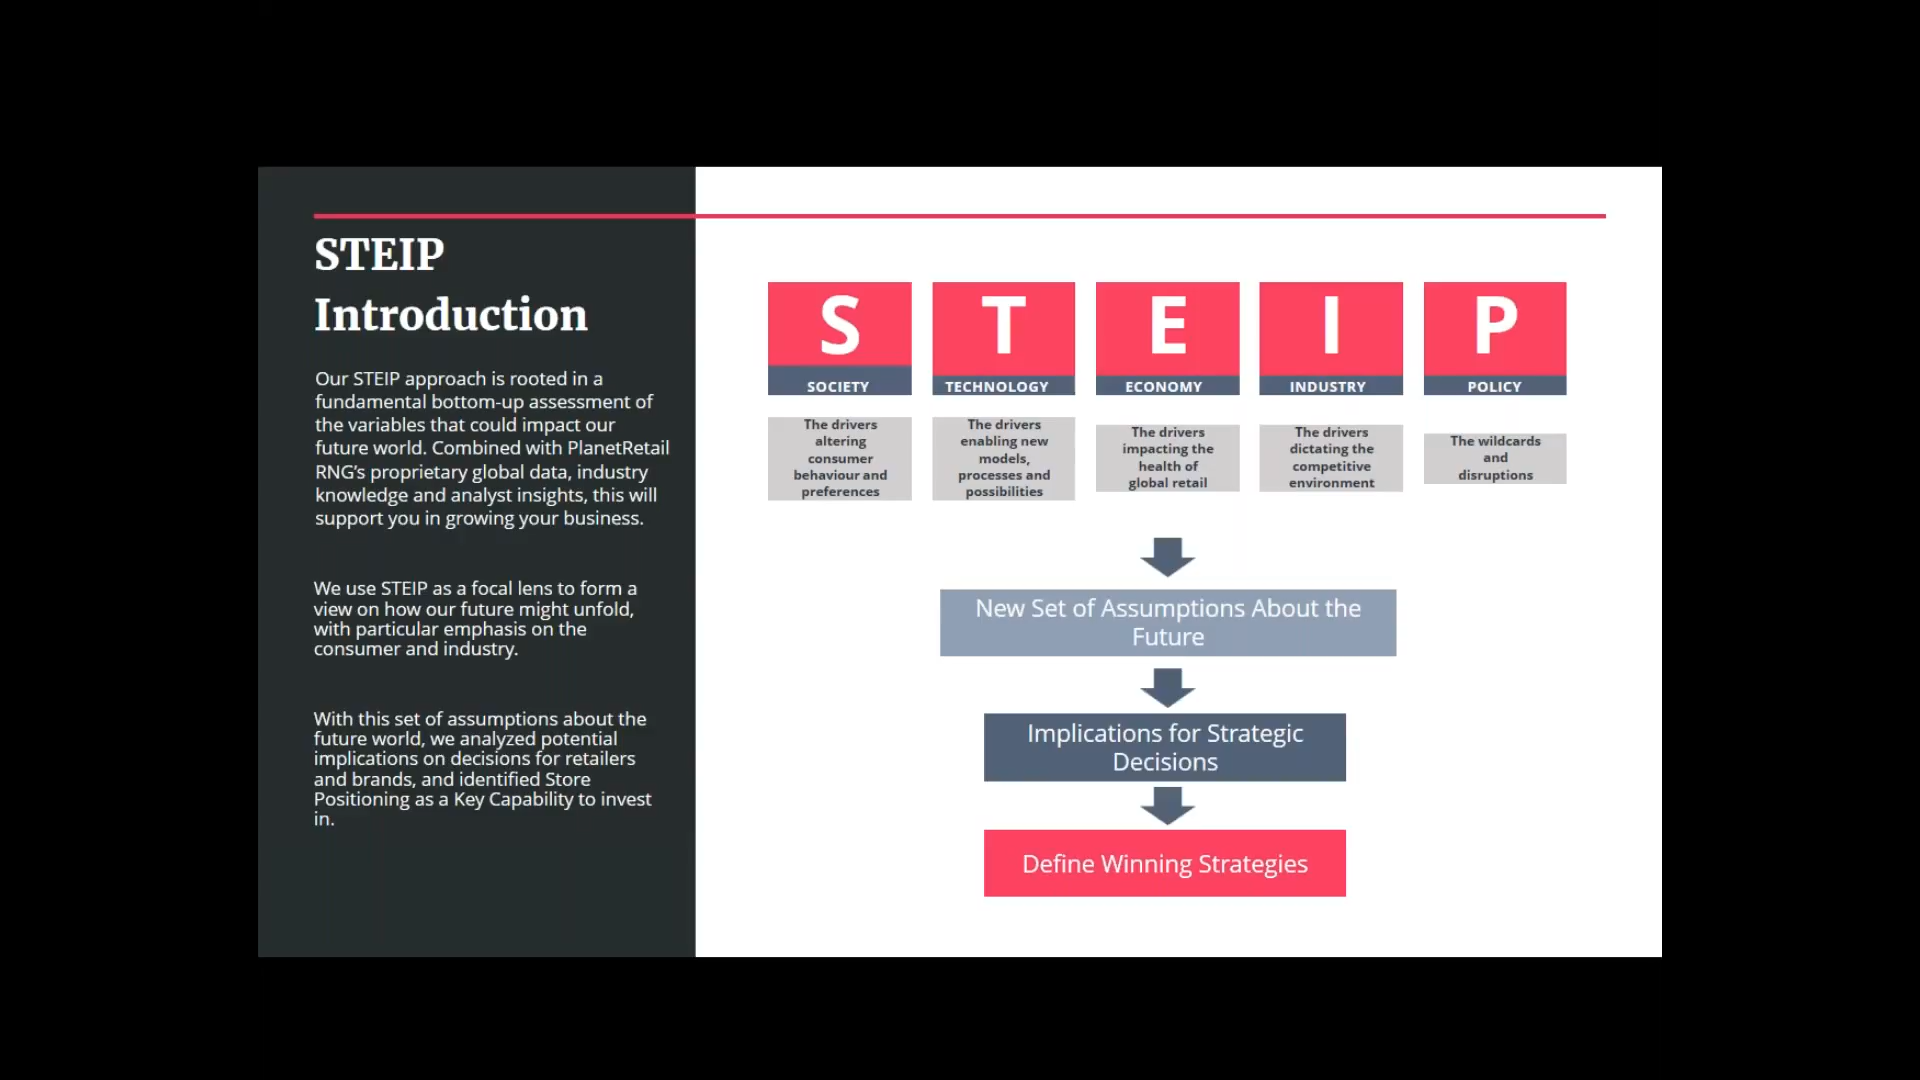 STEIP
Introduction
Our STEIP approach is rooted in a
fundamental bottom-up assessment of
the variables that could impact our
future world. Combined with PlanetRetail
RNG's proprietary global data, industry
knowledge and analyst insights, this will
support you in growing your business.
We use STEIP as a focal lens to form a
view on how our future might unfold,
with particular emphasis on the
consumer and industry.
With this set of assumptions about the
future world, we analyzed potential
implications on decisions for retailers
and brands, and identified Store
Positioning as a Key Capability to invest
in.
S
SOCIETY
The drivers
altering
consumer
behaviour and
preferences
T
TECHNOLOGY
The drivers
enabling new
models,
processes and
possibilities
E
ECONOMY
The drivers
impacting the
health of
global retail
I
INDUSTRY
The drivers
dictating the
competitive
environment
P
POLICY
The wildcards
and
disruptions
New Set of Assumptions About the
Future
Implications for Strategic
Decisions
Define Winning Strategies